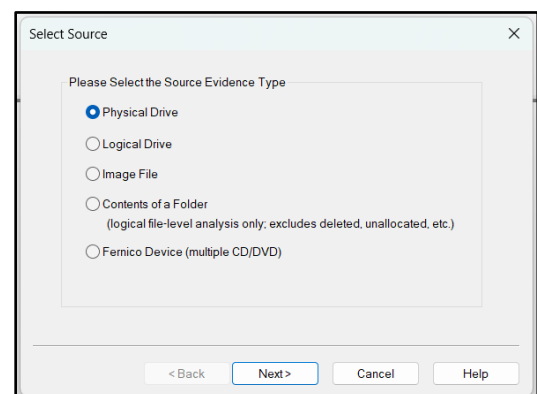 Select Source
Please Select the Source Evidence Type
Physical Drive
Logical Drive
Image File
Contents of a Folder
(logical file-level analysis only; excludes deleted, unallocated, etc.)
Fernico Device (multiple CD/DVD)
< Back Next > Cancel Help